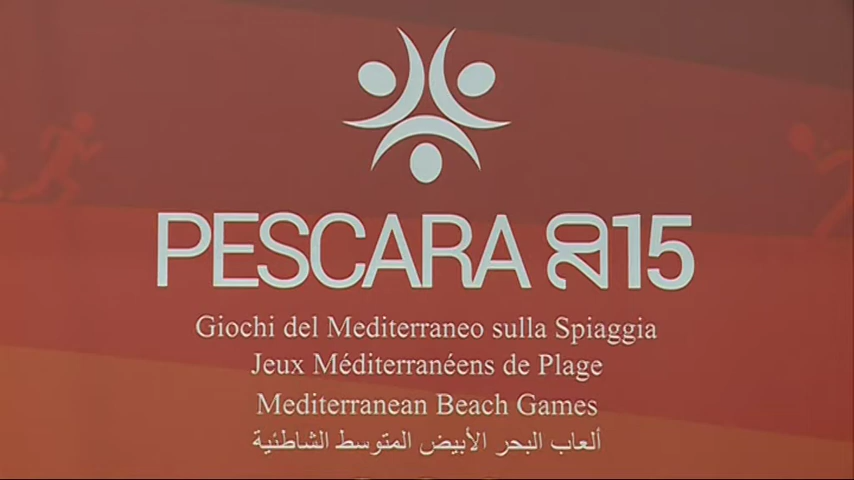 PESCARA 2015
Giochi del Mediterraneo sulla Spiaggia
Jeux Méditerranéens de Plage
Mediterranean Beach Games
ألعاب البحر الأبيض المتوسط الشاطئية